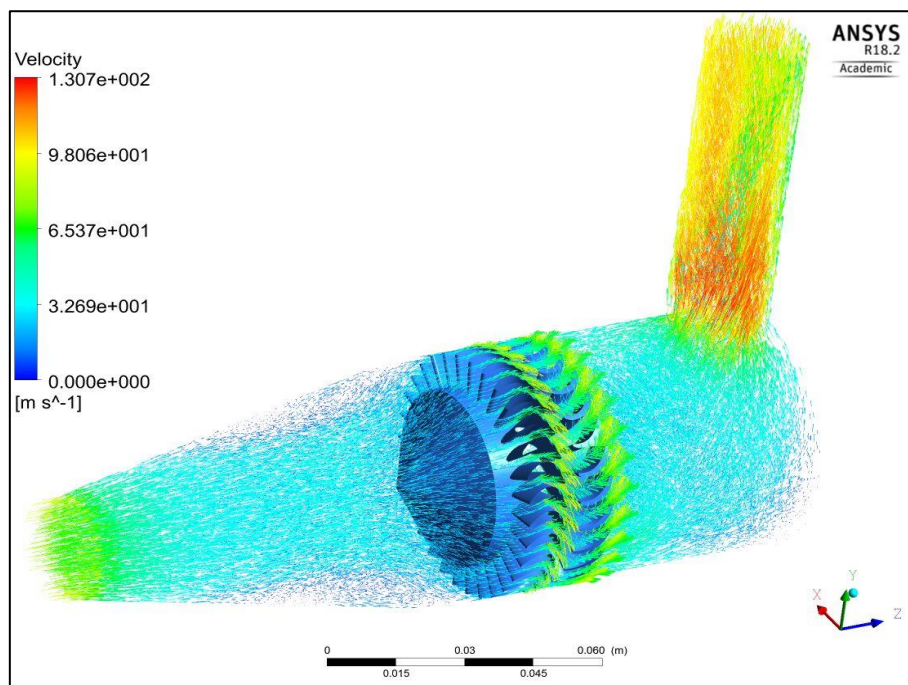 ANSYS
R18.2
Academic
Velocity
1.307e+002
9.806e+001
6.537e+001
3.269e+001
0.000e+000
[m s^-1]
X
Y
Z
0 0.03 0.060 (m)
0.015 0.045